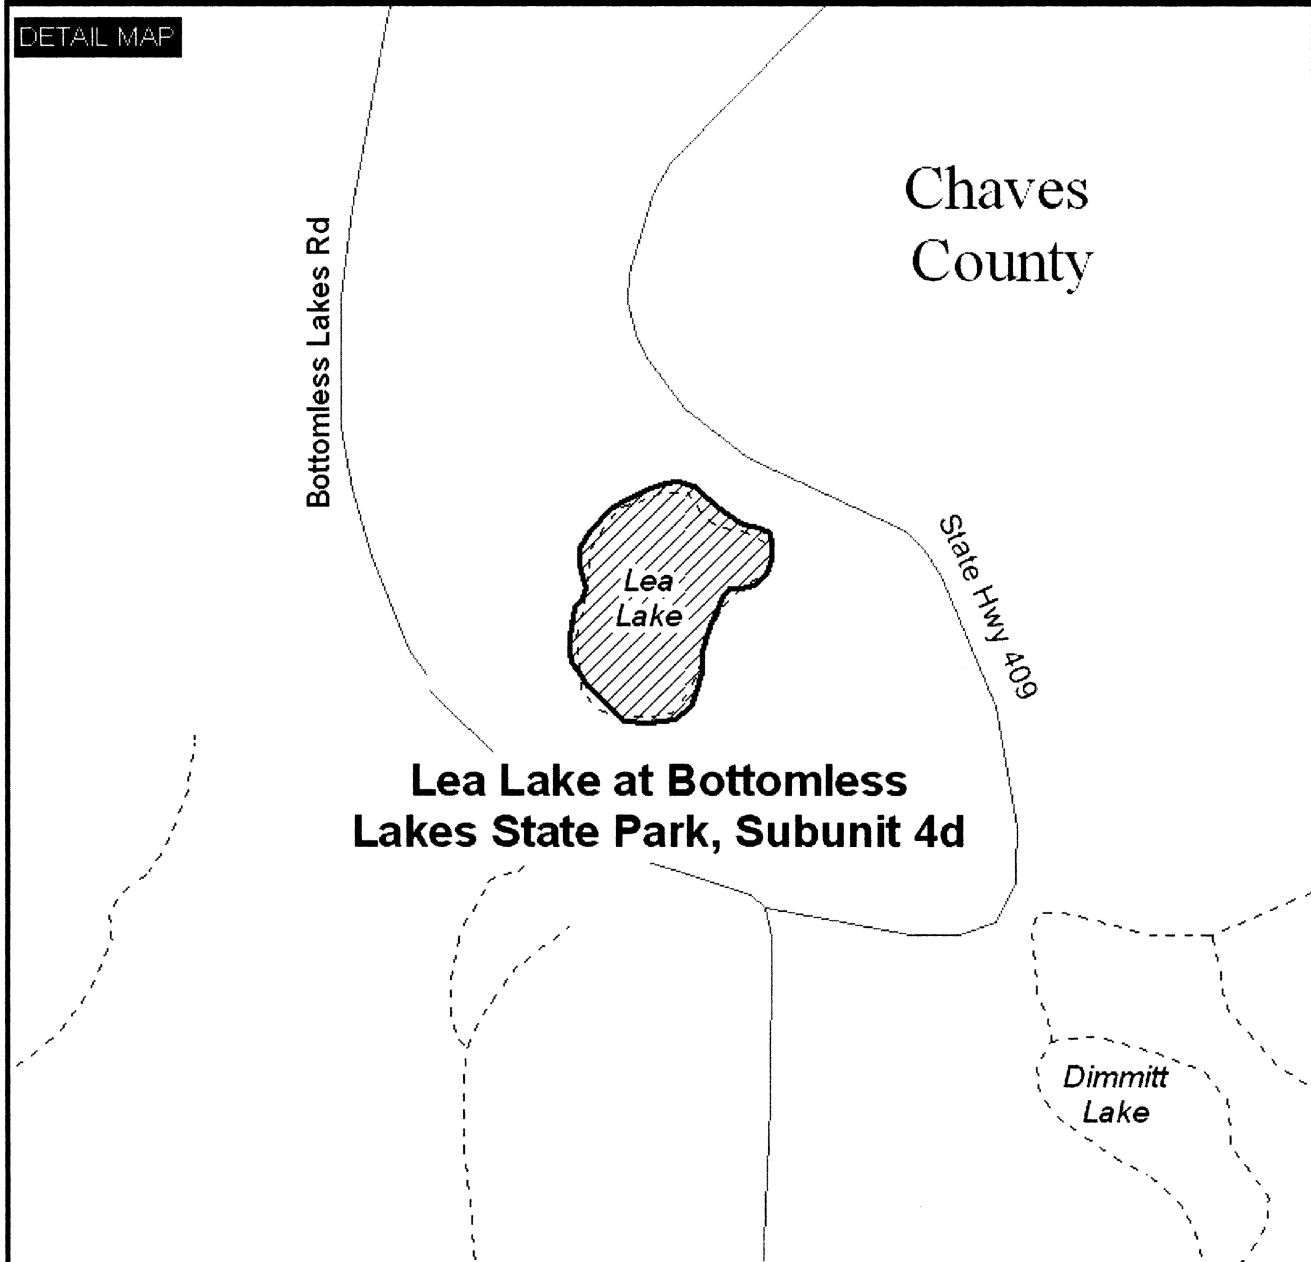 DETAIL MAP
Chaves
County
Bottomless Lakes Rd
State Hwy 409
Lea
Lake
Lea Lake at Bottomless
Lakes State Park, Subunit 4d
Dimmitt
Lake